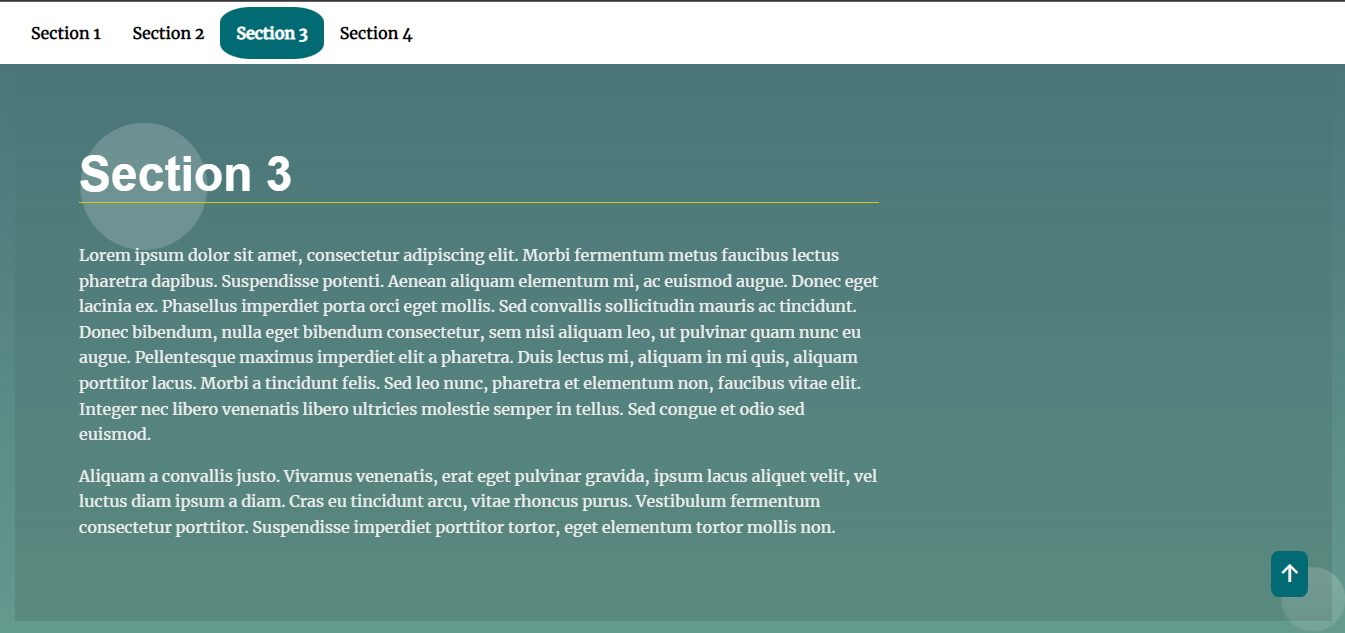 Section 1 Section 2 Section 3 Section 4
Section 3
Lorem ipsum dolor sit amet, consectetur adipiscing elit. Morbi fermentum metus faucibus lectus
pharetra dapibus. Suspendisse potenti. Aenean aliquam elementum mi, ac euismod augue. Donec eget
lacinia ex. Phasellus imperdiet porta orci eget mollis. Sed convallis sollicitudin mauris ac tincidunt.
Donec bibendum, nulla eget bibendum consectetur, sem nisi aliquam leo, ut pulvinar quam nunc eu
augue. Pellentesque maximus imperdiet elit a pharetra. Duis lectus mi, aliquam in mi quis, aliquam
porttitor lacus. Morbi a tincidunt felis. Sed leo nunc, pharetra et elementum non, faucibus vitae elit.
Integer nec libero venenatis libero ultricies molestie semper in tellus. Sed congue et odio sed
euismod.
Aliquam a convallis justo. Vivamus venenatis, erat eget pulvinar gravida, ipsum lacus aliquet velit, vel
luctus diam ipsum a diam. Cras eu tincidunt arcu, vitae rhoncus purus. Vestibulum fermentum
consectetur porttitor. Suspendisse imperdiet porttitor tortor, eget elementum tortor mollis non.